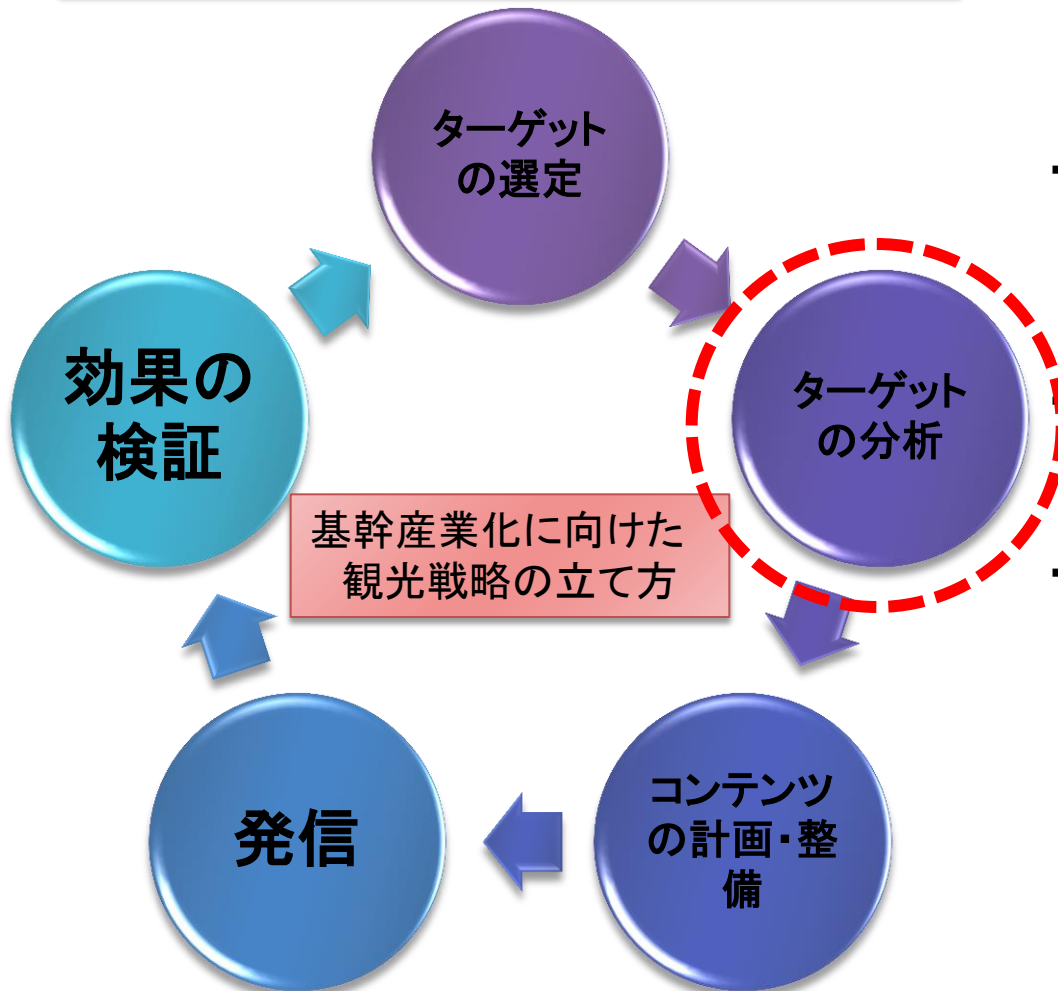 ターゲット
の選定
ターゲット
の分析
コンテンツ
の計画・整
備
発信
効果の
検証
基幹産業化に向けた
観光戦略の立て方